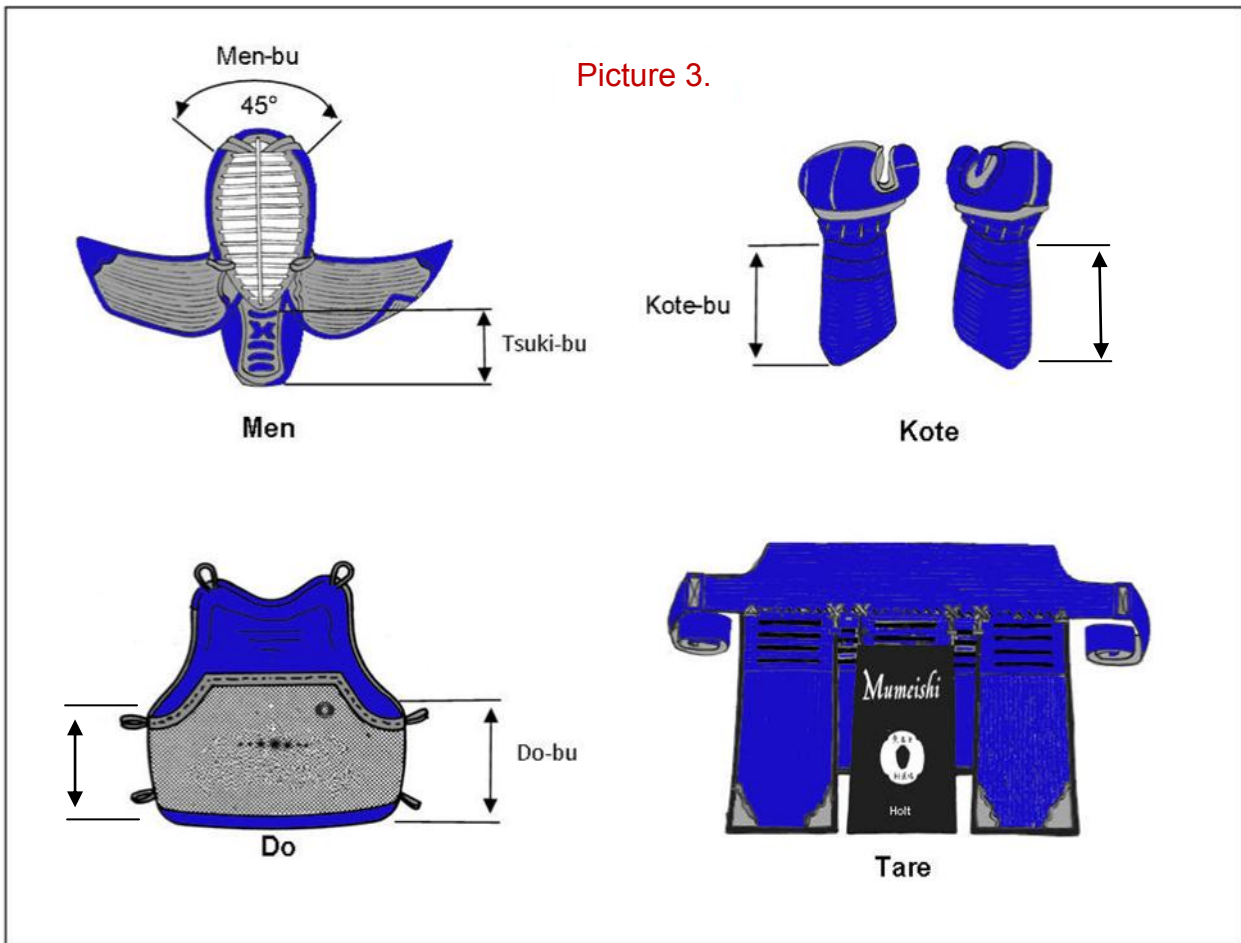 Picture 3.
Men-bu
45°
Tsuki-bu
Men
Kote-bu
Kote
Do-bu
Do
Mumeishi
Holt
Tare